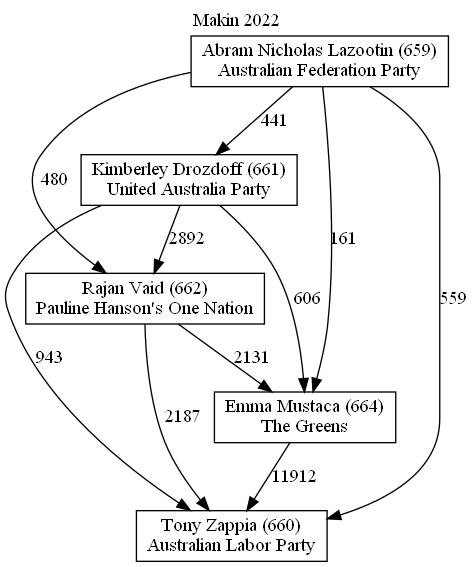 Makin 2022
Abram Nicholas Lazootin (659)
Australian Federation Party
441
Kimberley Drozdoff (661)
United Australia Party
480
2892
161
Rajan Vaid (662)
Pauline Hanson's One Nation
606
559
943
2131
Emma Mustaca (664)
The Greens
2187
11912
Tony Zappia (660)
Australian Labor Party